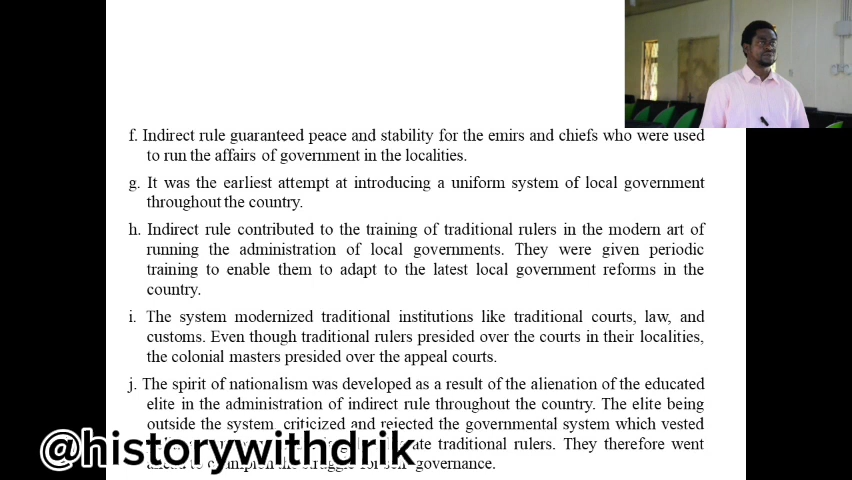 f. Indirect rule guaranteed peace and stability for the emirs and chiefs who were used
to run the affairs of government in the localities.
g. It was the earliest attempt at introducing a uniform system of local government
throughout the country.
h. Indirect rule contributed to the training of traditional rulers in the modern art of
running the administration of local governments. They were given periodic
training to enable them to adapt to the latest local government reforms in the
country.
i. The system modernized traditional institutions like traditional courts, law, and
customs. Even though traditional rulers presided over the courts in their localities,
the colonial masters presided over the appeal courts.
j. The spirit of nationalism was developed as a result of the alienation of the educated
elite in the administration of indirect rule throughout the country. The elite being
outside the system, criticized and rejected the governmental system which vested
traditional rulers. They therefore went
the struggle for self-governance.
@historywithdrik